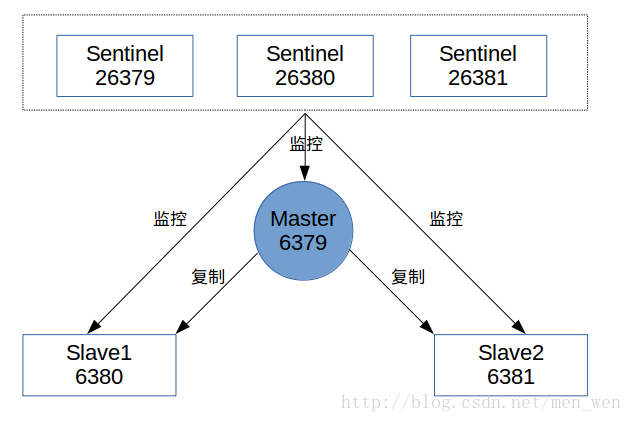 Sentinel
26379
Sentinel
26380
Sentinel
26381
监控
Master
6379
监控
监控
复制
复制
Slave1
6380
Slave2
6381
http://blog.csdn.net/men_wen